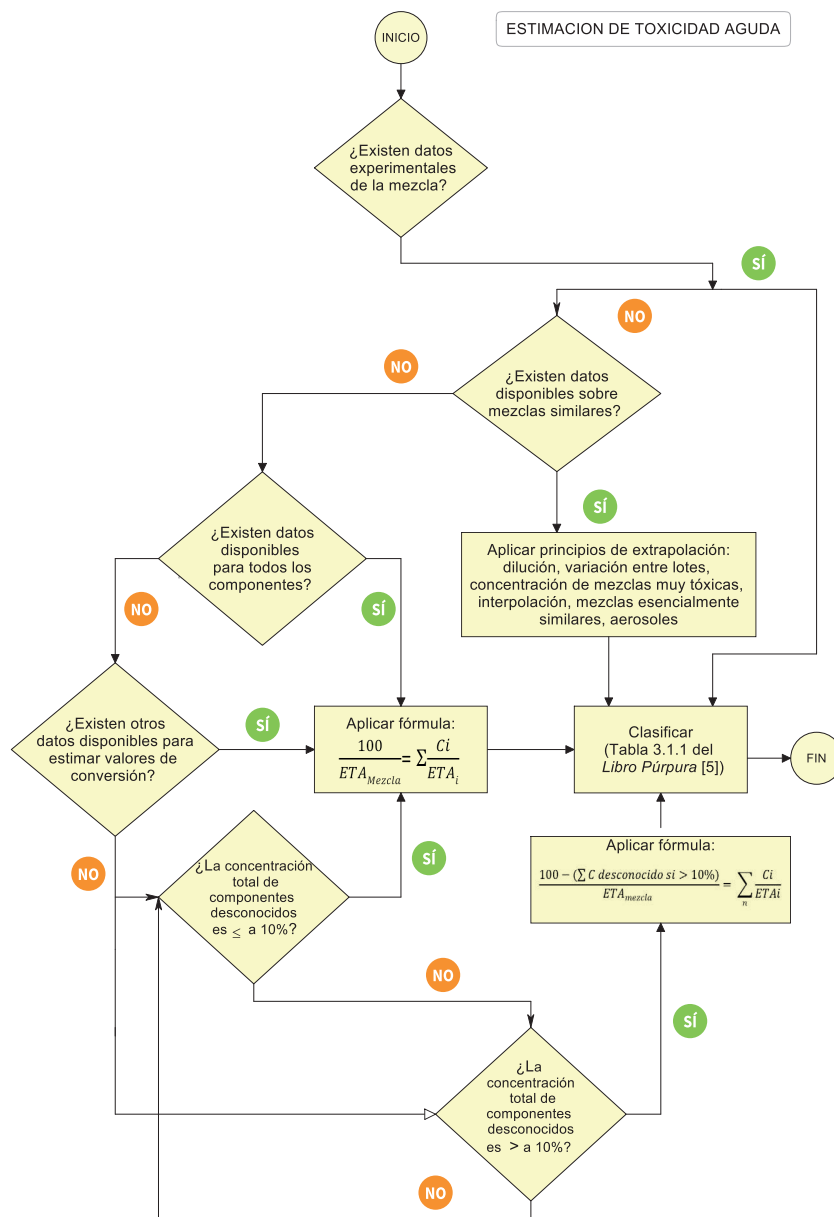 INICIO
ESTIMACION DE TOXICIDAD AGUDA
¿Existen datos
experimentales
de la mezcla?
SÍ
NO
NO
¿Existen datos
disponibles sobre
mezclas similares?
SÍ
¿Existen datos
disponibles
para todos los
componentes?
Aplicar principios de extrapolación:
dilución, variación entre lotes,
concentración de mezclas muy tóxicas,
interpolación, mezclas esencialmente
similares, aerosoles
NO
SÍ
¿Existen otros
datos disponibles para
estimar valores de
conversión?
SÍ
Aplicar fórmula:
100 / ETA_Mezcla = Σ Ci / ETA_i
Clasificar
(Tabla 3.1.1 del
Libro Púrpura [5])
FIN
NO
¿La concentración
total de
componentes
desconocidos
es ≤ a 10%?
SÍ
Aplicar fórmula:
100 − (∑ C desconocido si > 10%) / ETA_mezcla = ∑_n Ci / ETAi
NO
SÍ
¿La
concentración
total de
componentes
desconocidos
es > a 10%?
NO